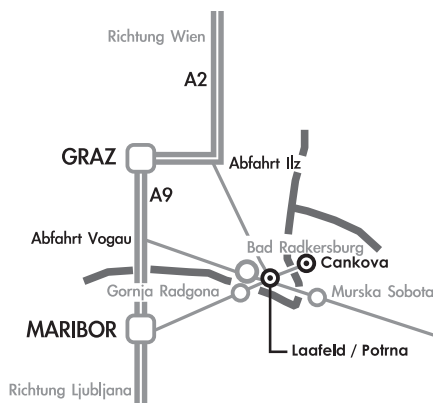 Richtung Wien
A2
GRAZ
Abfahrt Ilz
A9
Abfahrt Vogau
Bad Radkersburg
Cankova
Gornja Radgona
Murska Sobota
MARIBOR
Laafeld / Potrna
Richtung Ljubljana